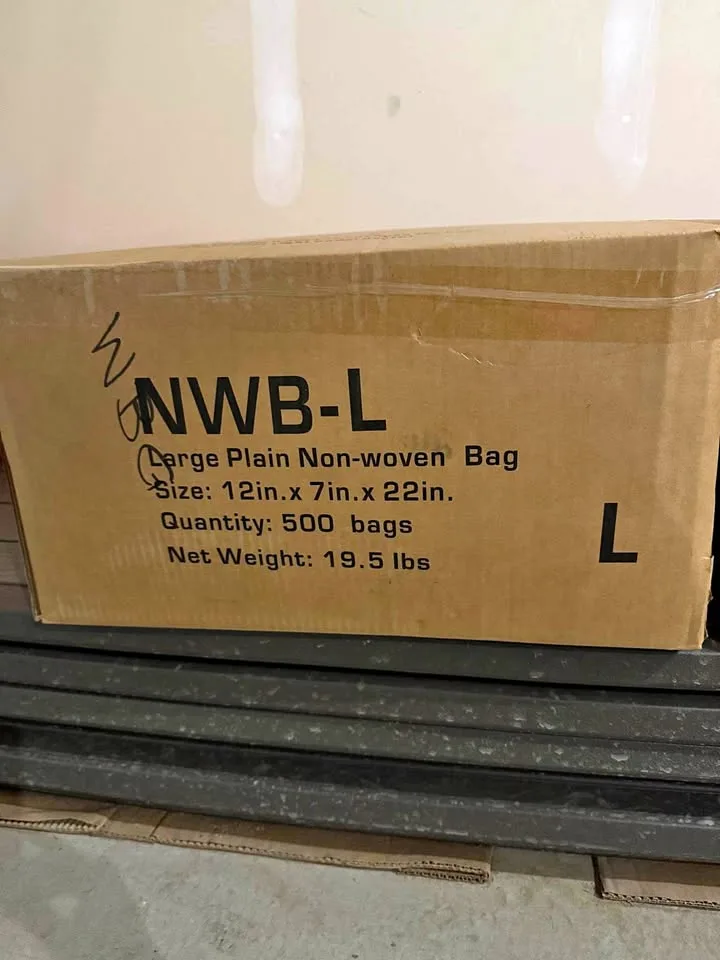 NWB-L
Large Plain Non-woven Bag
Size: 12in.x 7in.x 22in.
Quantity: 500 bags
Net Weight: 19.5 lbs
L